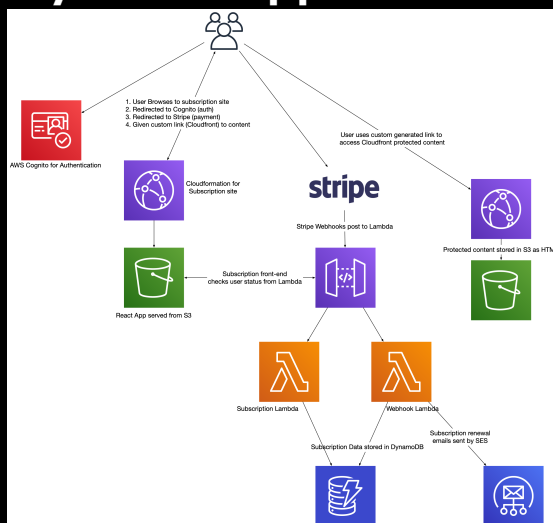 1. User Browses to subscription site
2. Redirected to Cognito (auth)
3. Redirected to Stripe (payment)
4. Given custom link (Cloudfront) to content
User uses custom generated link to
access Cloudfront protected content
AWS Cognito for Authentication
Cloudformation for
Subscription site
stripe
Stripe Webhooks post to Lambda
Protected content stored in S3 as HTM
Subscription front-end
checks user status from Lambda
React App served from S3
Subscription Lambda
Webhook Lambda
Subscription Data stored in DynamoDB
Subscription renewal
emails sent by SES